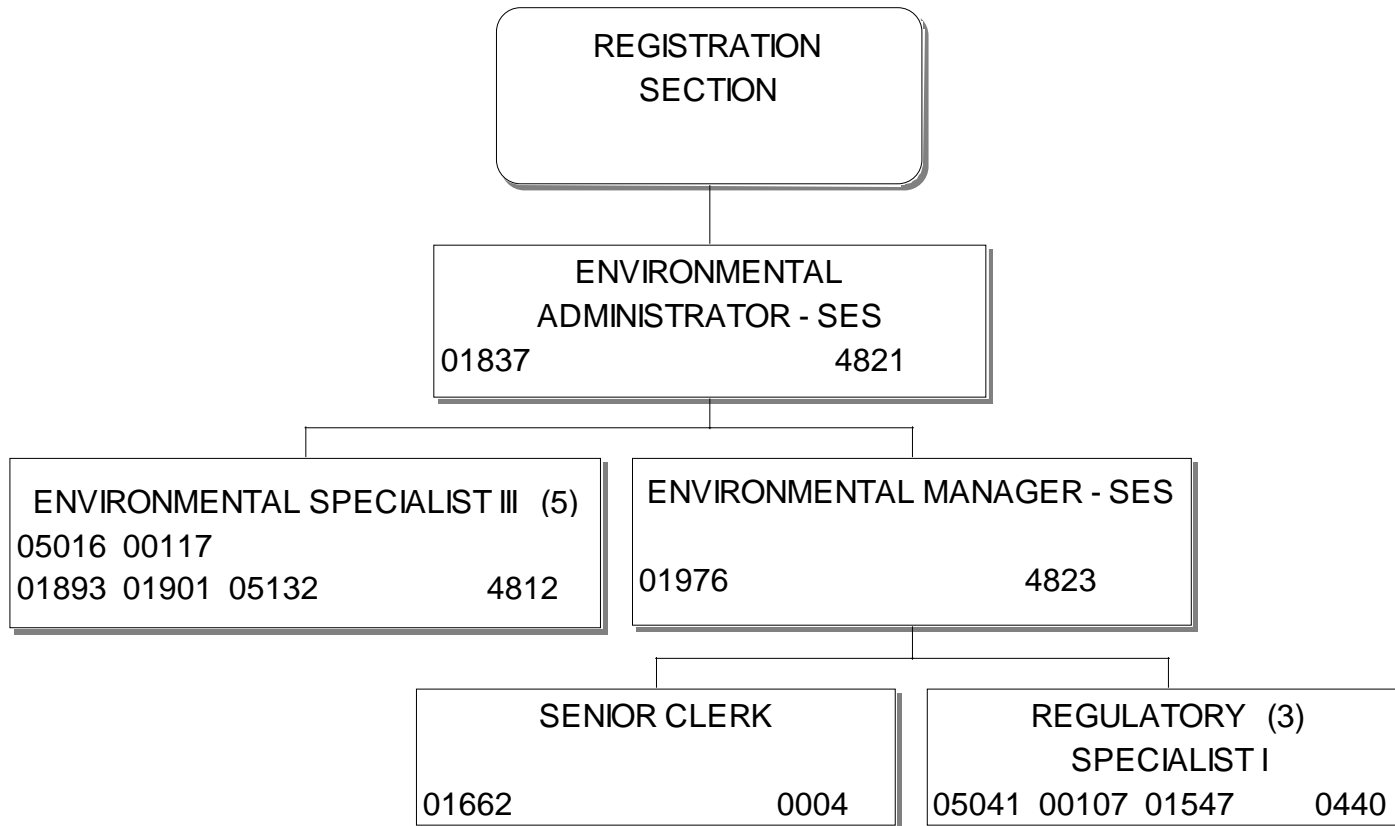 REGISTRATION
SECTION
ENVIRONMENTAL
ADMINISTRATOR - SES
01837 4821
ENVIRONMENTAL SPECIALIST III (5)
05016 00117
01893 01901 05132 4812
ENVIRONMENTAL MANAGER - SES
01976 4823
SENIOR CLERK
01662 0004
REGULATORY (3)
SPECIALIST I
05041 00107 01547 0440